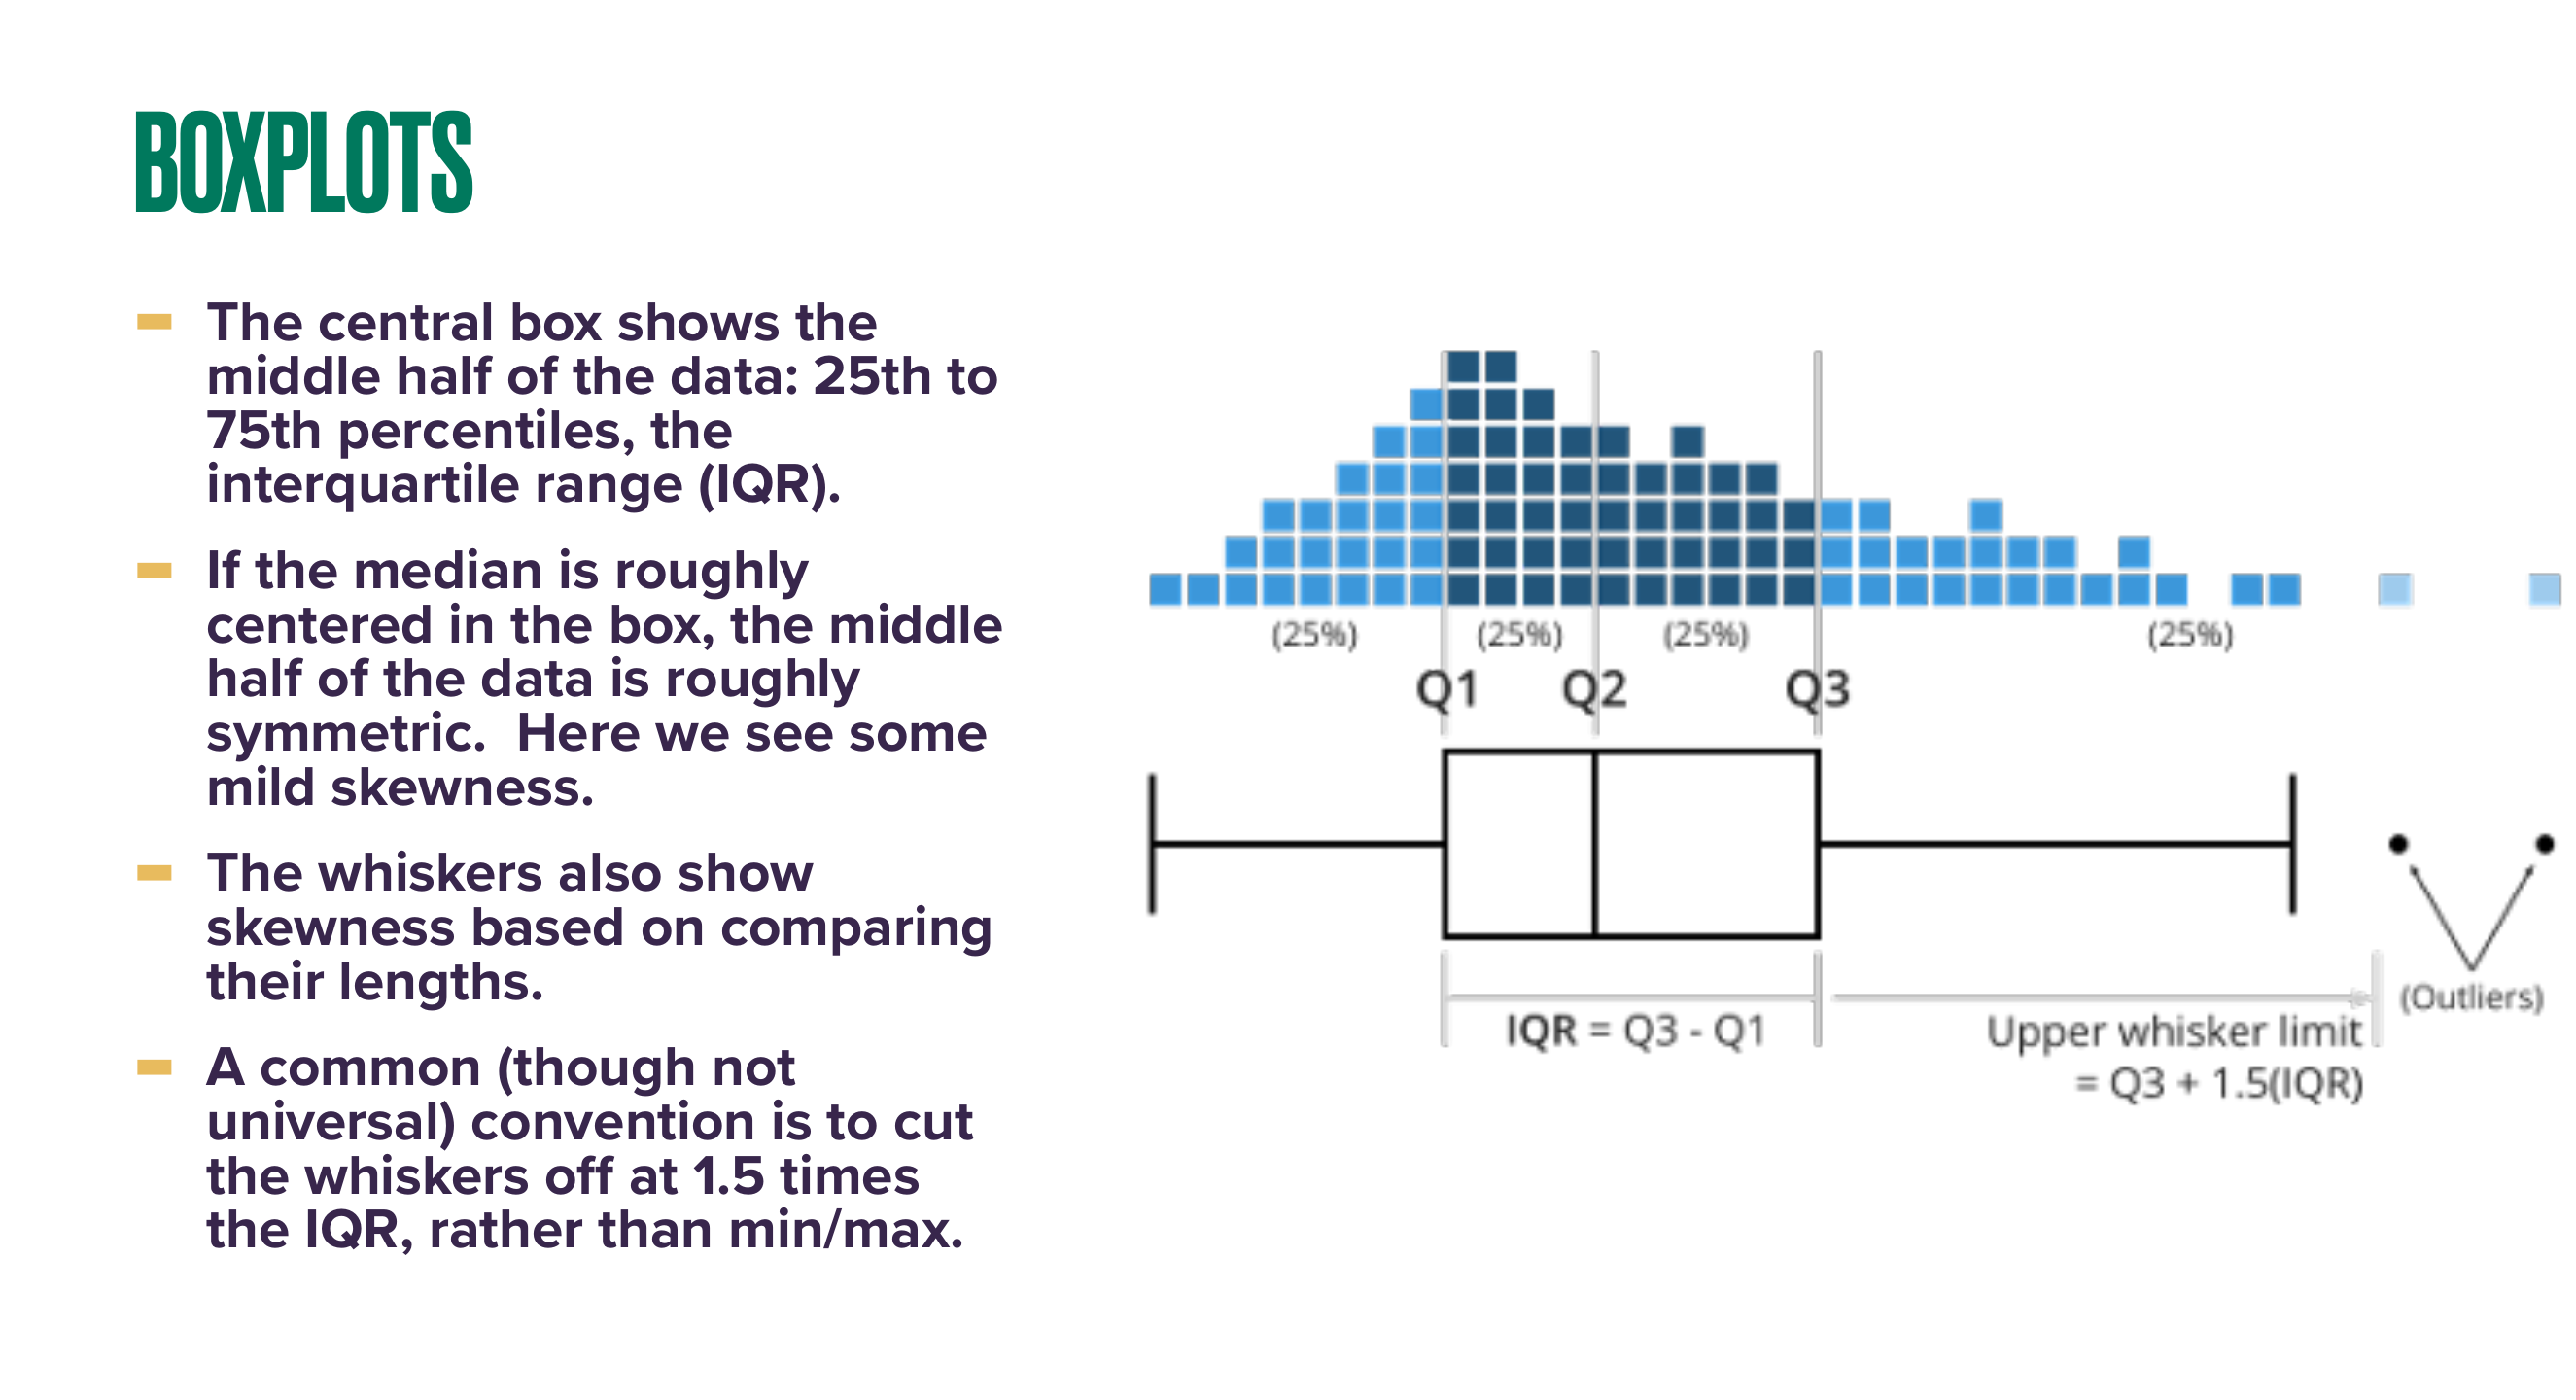 BOXPLOTS
The central box shows the
middle half of the data: 25th to
75th percentiles, the
interquartile range (IQR).
If the median is roughly
centered in the box, the middle
half of the data is roughly
symmetric.  Here we see some
mild skewness.
The whiskers also show
skewness based on comparing
their lengths.
A common (though not
universal) convention is to cut
the whiskers off at 1.5 times
the IQR, rather than min/max.
(25%) (25%) (25%) (25%)
Q1 Q2 Q3
(Outliers)
IQR = Q3 - Q1
Upper whisker limit
= Q3 + 1.5(IQR)